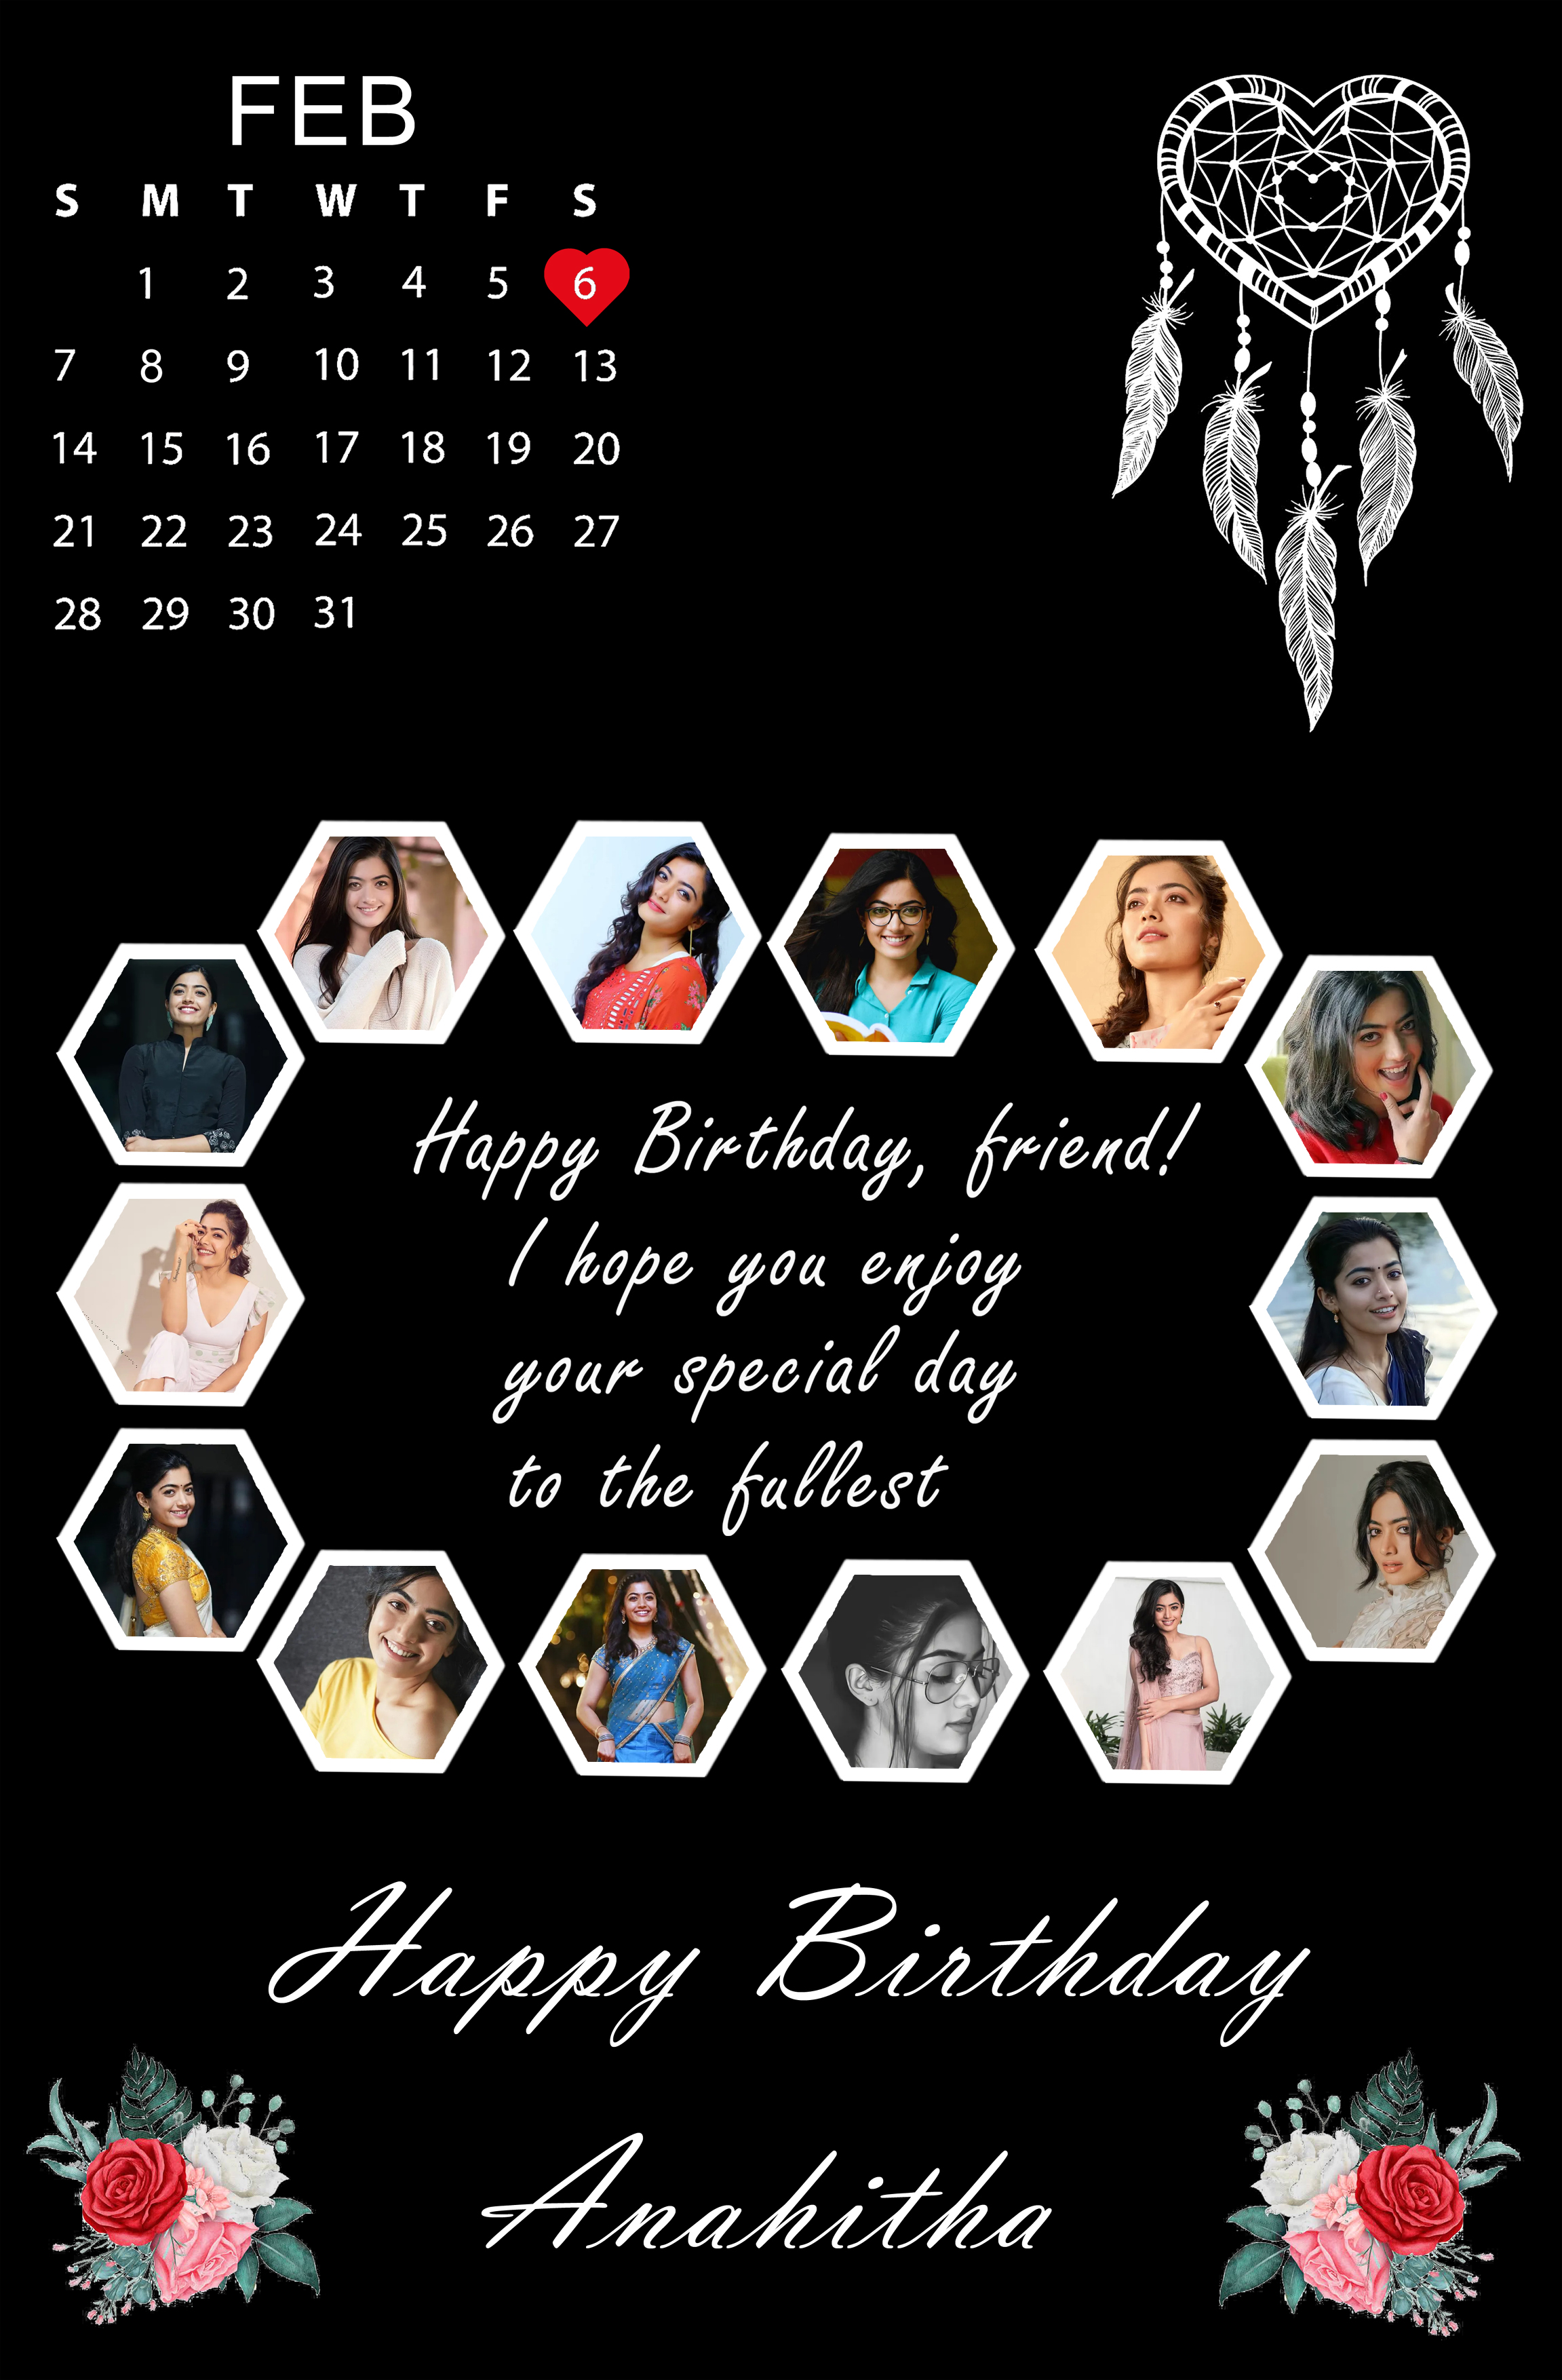 FEB
S M T W T F S
1 2 3 4 5 6
7 8 9 10 11 12 13
14 15 16 17 18 19 20
21 22 23 24 25 26 27
28 29 30 31
Happy Birthday, friend!
I hope you enjoy
your special day
to the fullest
Happy Birthday
Anahitha